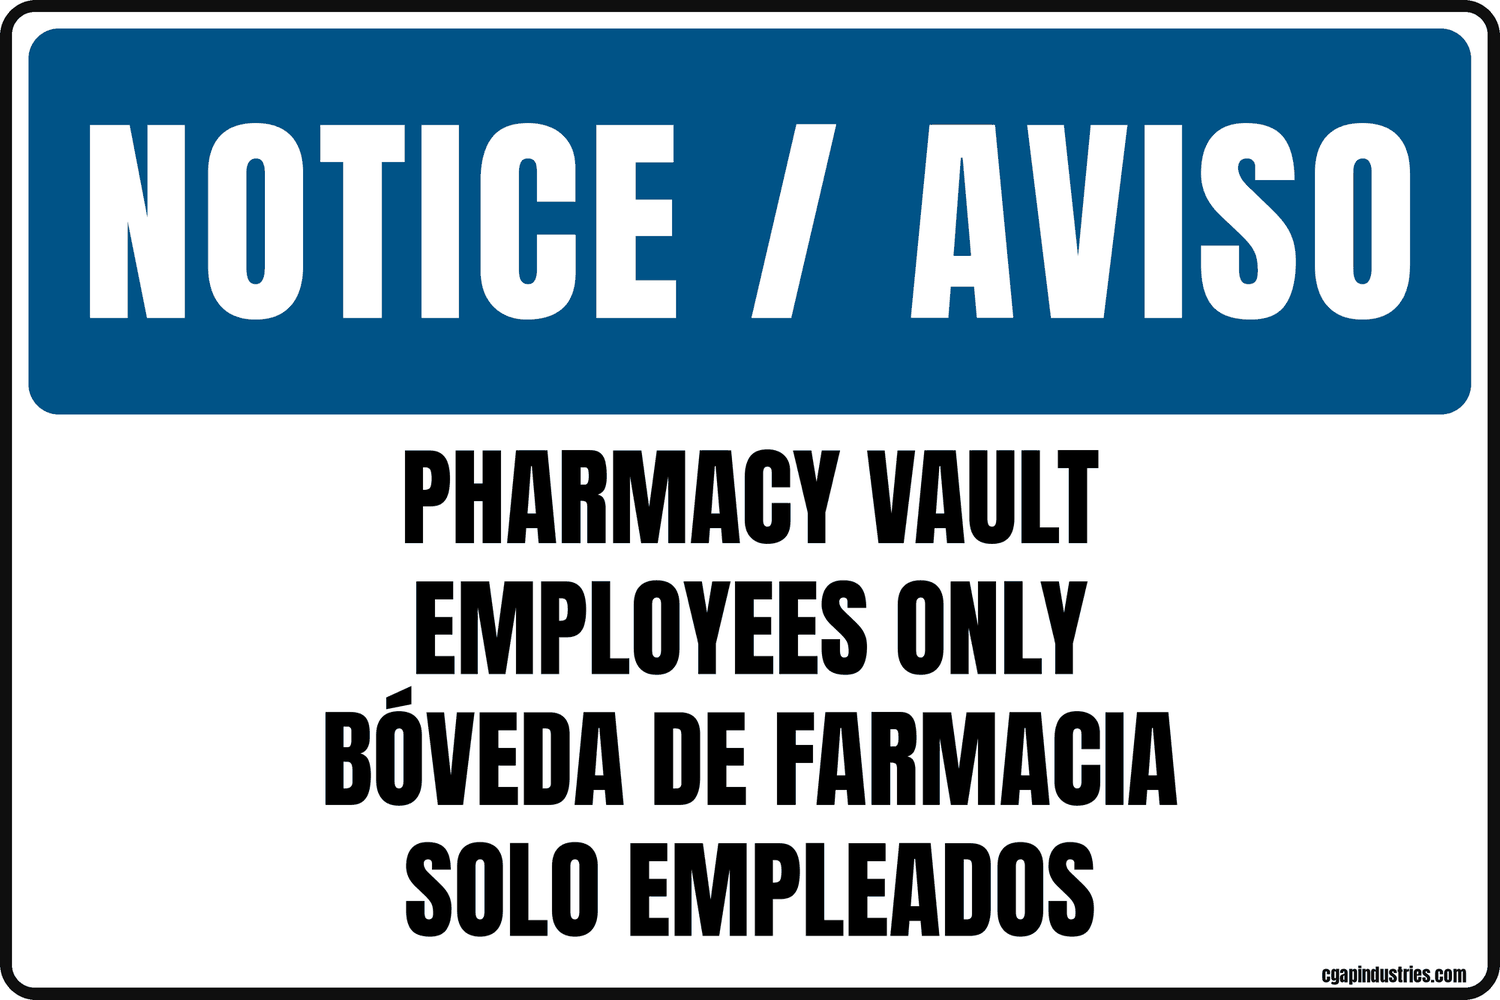 NOTICE / AVISO
PHARMACY VAULT
EMPLOYEES ONLY
BÓVEDA DE FARMACIA
SOLO EMPLEADOS
cgapindustries.com